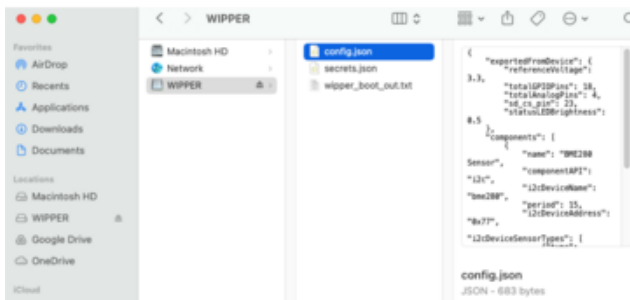 WIPPER
Favorites
AirDrop
Recents
Applications
Downloads
Documents
Locations
Macintosh HD
WIPPER
Google Drive
OneDrive
iCloud
Macintosh HD
Network
WIPPER
config.json
secrets.json
wipper_boot_out.txt
{
"exportedFromDevice": {
"referenceVoltage":
3.3,
"totalGPIOPins": 18,
"totalAnalogPins": 4,
"sd_cs_pin": 23,
"statusLEDBrightness":
0.5
},
"components": [
{
"name": "BME280
Sensor",
"componentAPI":
"i2c",
"i2cDeviceName":
"bme280",
"period": 15,
"i2cDeviceAddress":
"0x77",
"i2cDeviceSensorTypes": [
config.json
JSON - 683 bytes